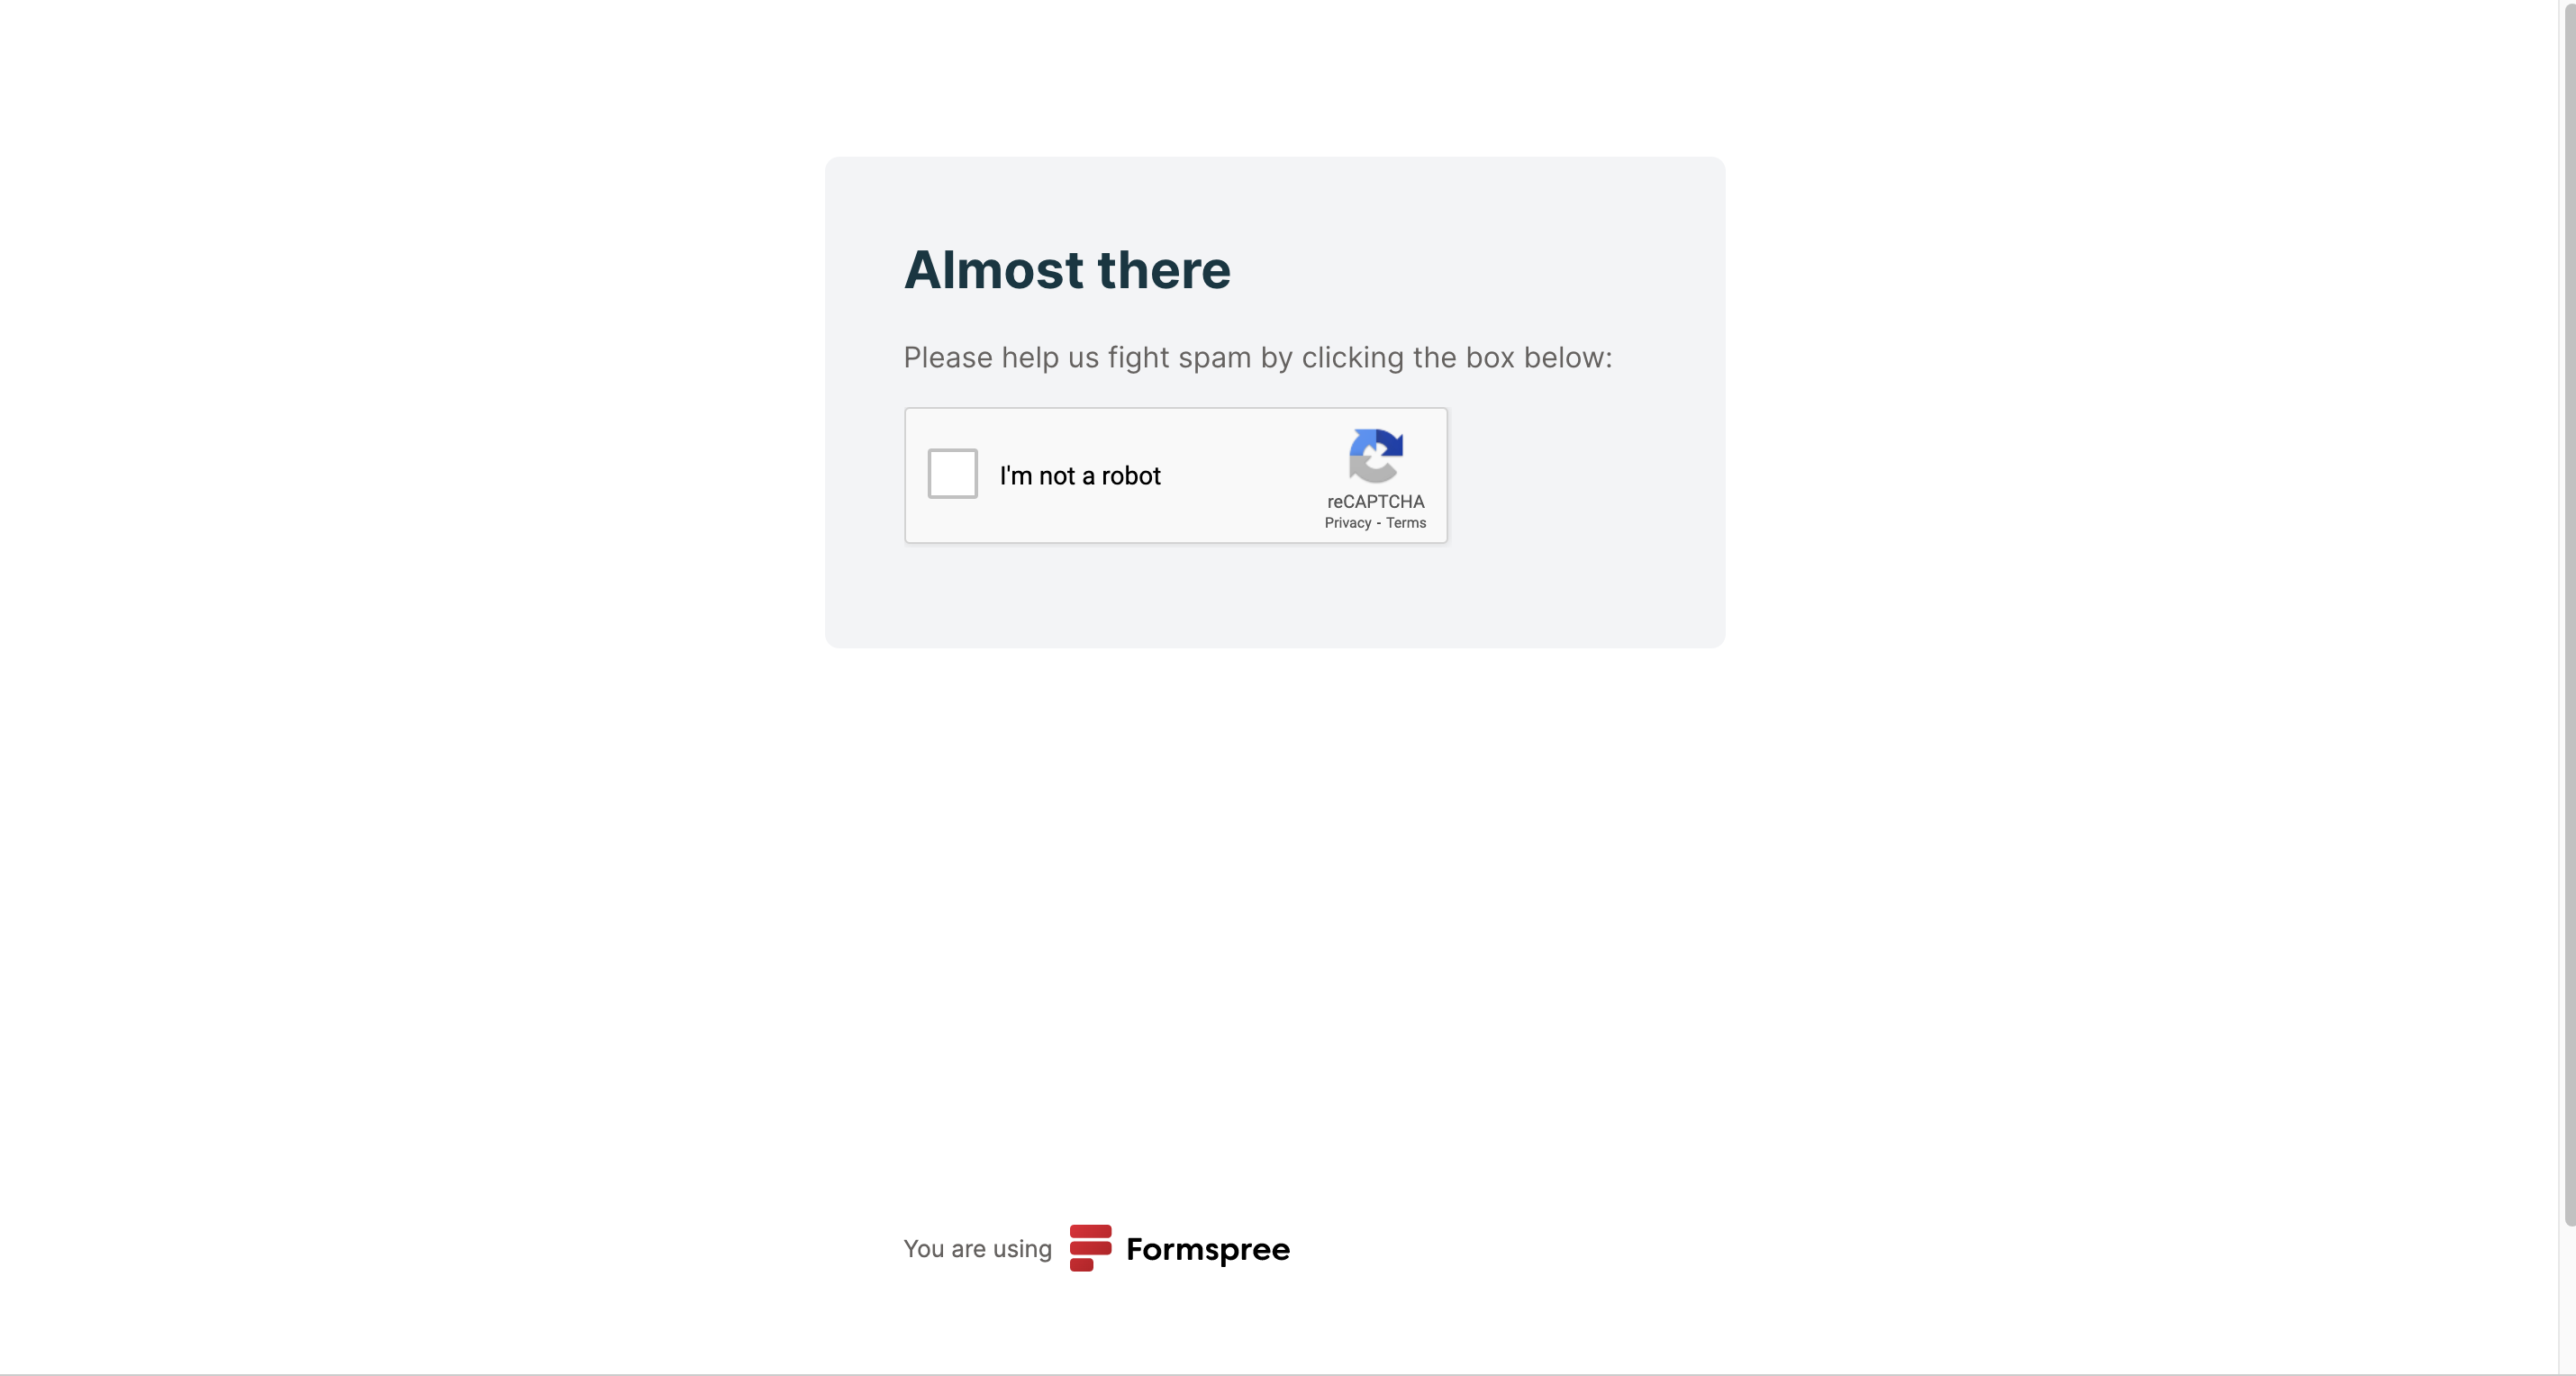 Almost there
Please help us fight spam by clicking the box below:
I'm not a robot
reCAPTCHA
Privacy - Terms
You are using Formspree